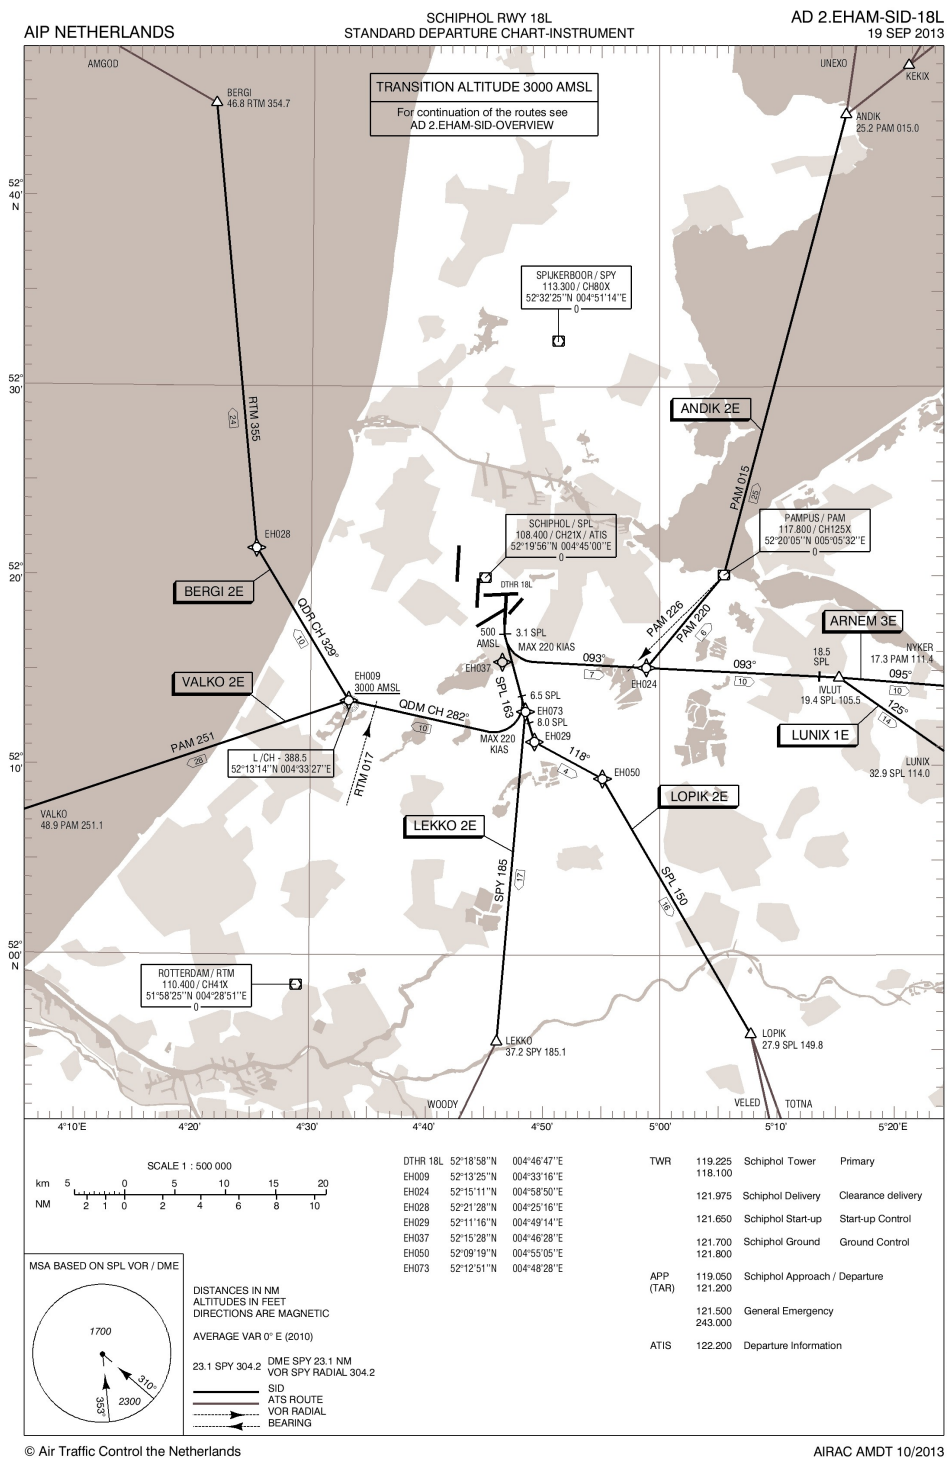 AIP NETHERLANDS
SCHIPHOL RWY 18L
STANDARD DEPARTURE CHART-INSTRUMENT
AD 2.EHAM-SID-18L
19 SEP 2013
AMGOD
BERGI
46.8 RTM 354.7
TRANSITION ALTITUDE 3000 AMSL
For continuation of the routes see
AD 2.EHAM-SID-OVERVIEW
UNEXO
KEKIX
ANDIK
25.2 PAM 015.0
52°
40'
N
SPIJKERBOOR / SPY
113.300 / CH80X
52°32'25''N 004°51'14''E
0
52°
30'
RTM 355
24
ANDIK 2E
PAM 015
25
EH028
SCHIPHOL / SPL
108.400 / CH21X / ATIS
52°19'56''N 004°45'00''E
0
PAMPUS / PAM
117.800 / CH125X
52°20'05''N 005°05'32''E
0
52°
20'
BERGI 2E
DTHR 18L
QDR CH 329°
10
PAM 226
PAM 220
6
ARNEM 3E
500
AMSL
3.1 SPL
MAX 220 KIAS
NYKER
17.3 PAM 111.4
18.5
SPL
093°
7
093°
10
095°
10
EH037
EH024
VALKO 2E
EH009
3000 AMSL
IVLUT
19.4 SPL 105.5
SPL 163
6.5 SPL
QDM CH 282°
10
EH073
8.0 SPL
125°
14
PAM 251
28
MAX 220
KIAS
EH029
LUNIX 1E
118°
4
L /CH - 388.5
52°13'14''N 004°33'27''E
RTM 017
EH050
LUNIX
32.9 SPL 114.0
52°
10'
VALKO
48.9 PAM 251.1
LOPIK 2E
LEKKO 2E
SPY 185
17
SPL 150
16
52°
00'
N
ROTTERDAM / RTM
110.400 / CH41X
51°58'25''N 004°28'51''E
0
LEKKO
37.2 SPY 185.1
LOPIK
27.9 SPL 149.8
WOODY
VELED
TOTNA
4°10'E
4°20'E
4°30'E
4°40'E
4°50'E
5°00'E
5°10'E
5°20'E
SCALE 1 : 500 000
km 5 0 5 10 15 20
NM 2 1 0 2 4 6 8 10
DTHR 18L 52°18'58''N 004°46'47''E
EH009 52°13'25''N 004°33'16''E
EH024 52°15'11''N 004°58'50''E
EH028 52°21'28''N 004°25'16''E
EH029 52°11'16''N 004°49'14''E
EH037 52°15'28''N 004°46'28''E
EH050 52°09'19''N 004°55'05''E
EH073 52°12'51''N 004°48'28''E
TWR 119.225 Schiphol Tower Primary
118.100
121.975 Schiphol Delivery Clearance delivery
121.650 Schiphol Start-up Start-up Control
121.700 Schiphol Ground Ground Control
121.800
APP 119.050 Schiphol Approach / Departure
(TAR) 121.200
121.500 General Emergency
243.000
ATIS 122.200 Departure Information
MSA BASED ON SPL VOR / DME
1700
310°
353°
2300
DISTANCES IN NM
ALTITUDES IN FEET
DIRECTIONS ARE MAGNETIC
AVERAGE VAR 0° E (2010)
23.1 SPY 304.2 DME SPY 23.1 NM
VOR SPY RADIAL 304.2
SID
ATS ROUTE
VOR RADIAL
BEARING
© Air Traffic Control the Netherlands
AIRAC AMDT 10/2013